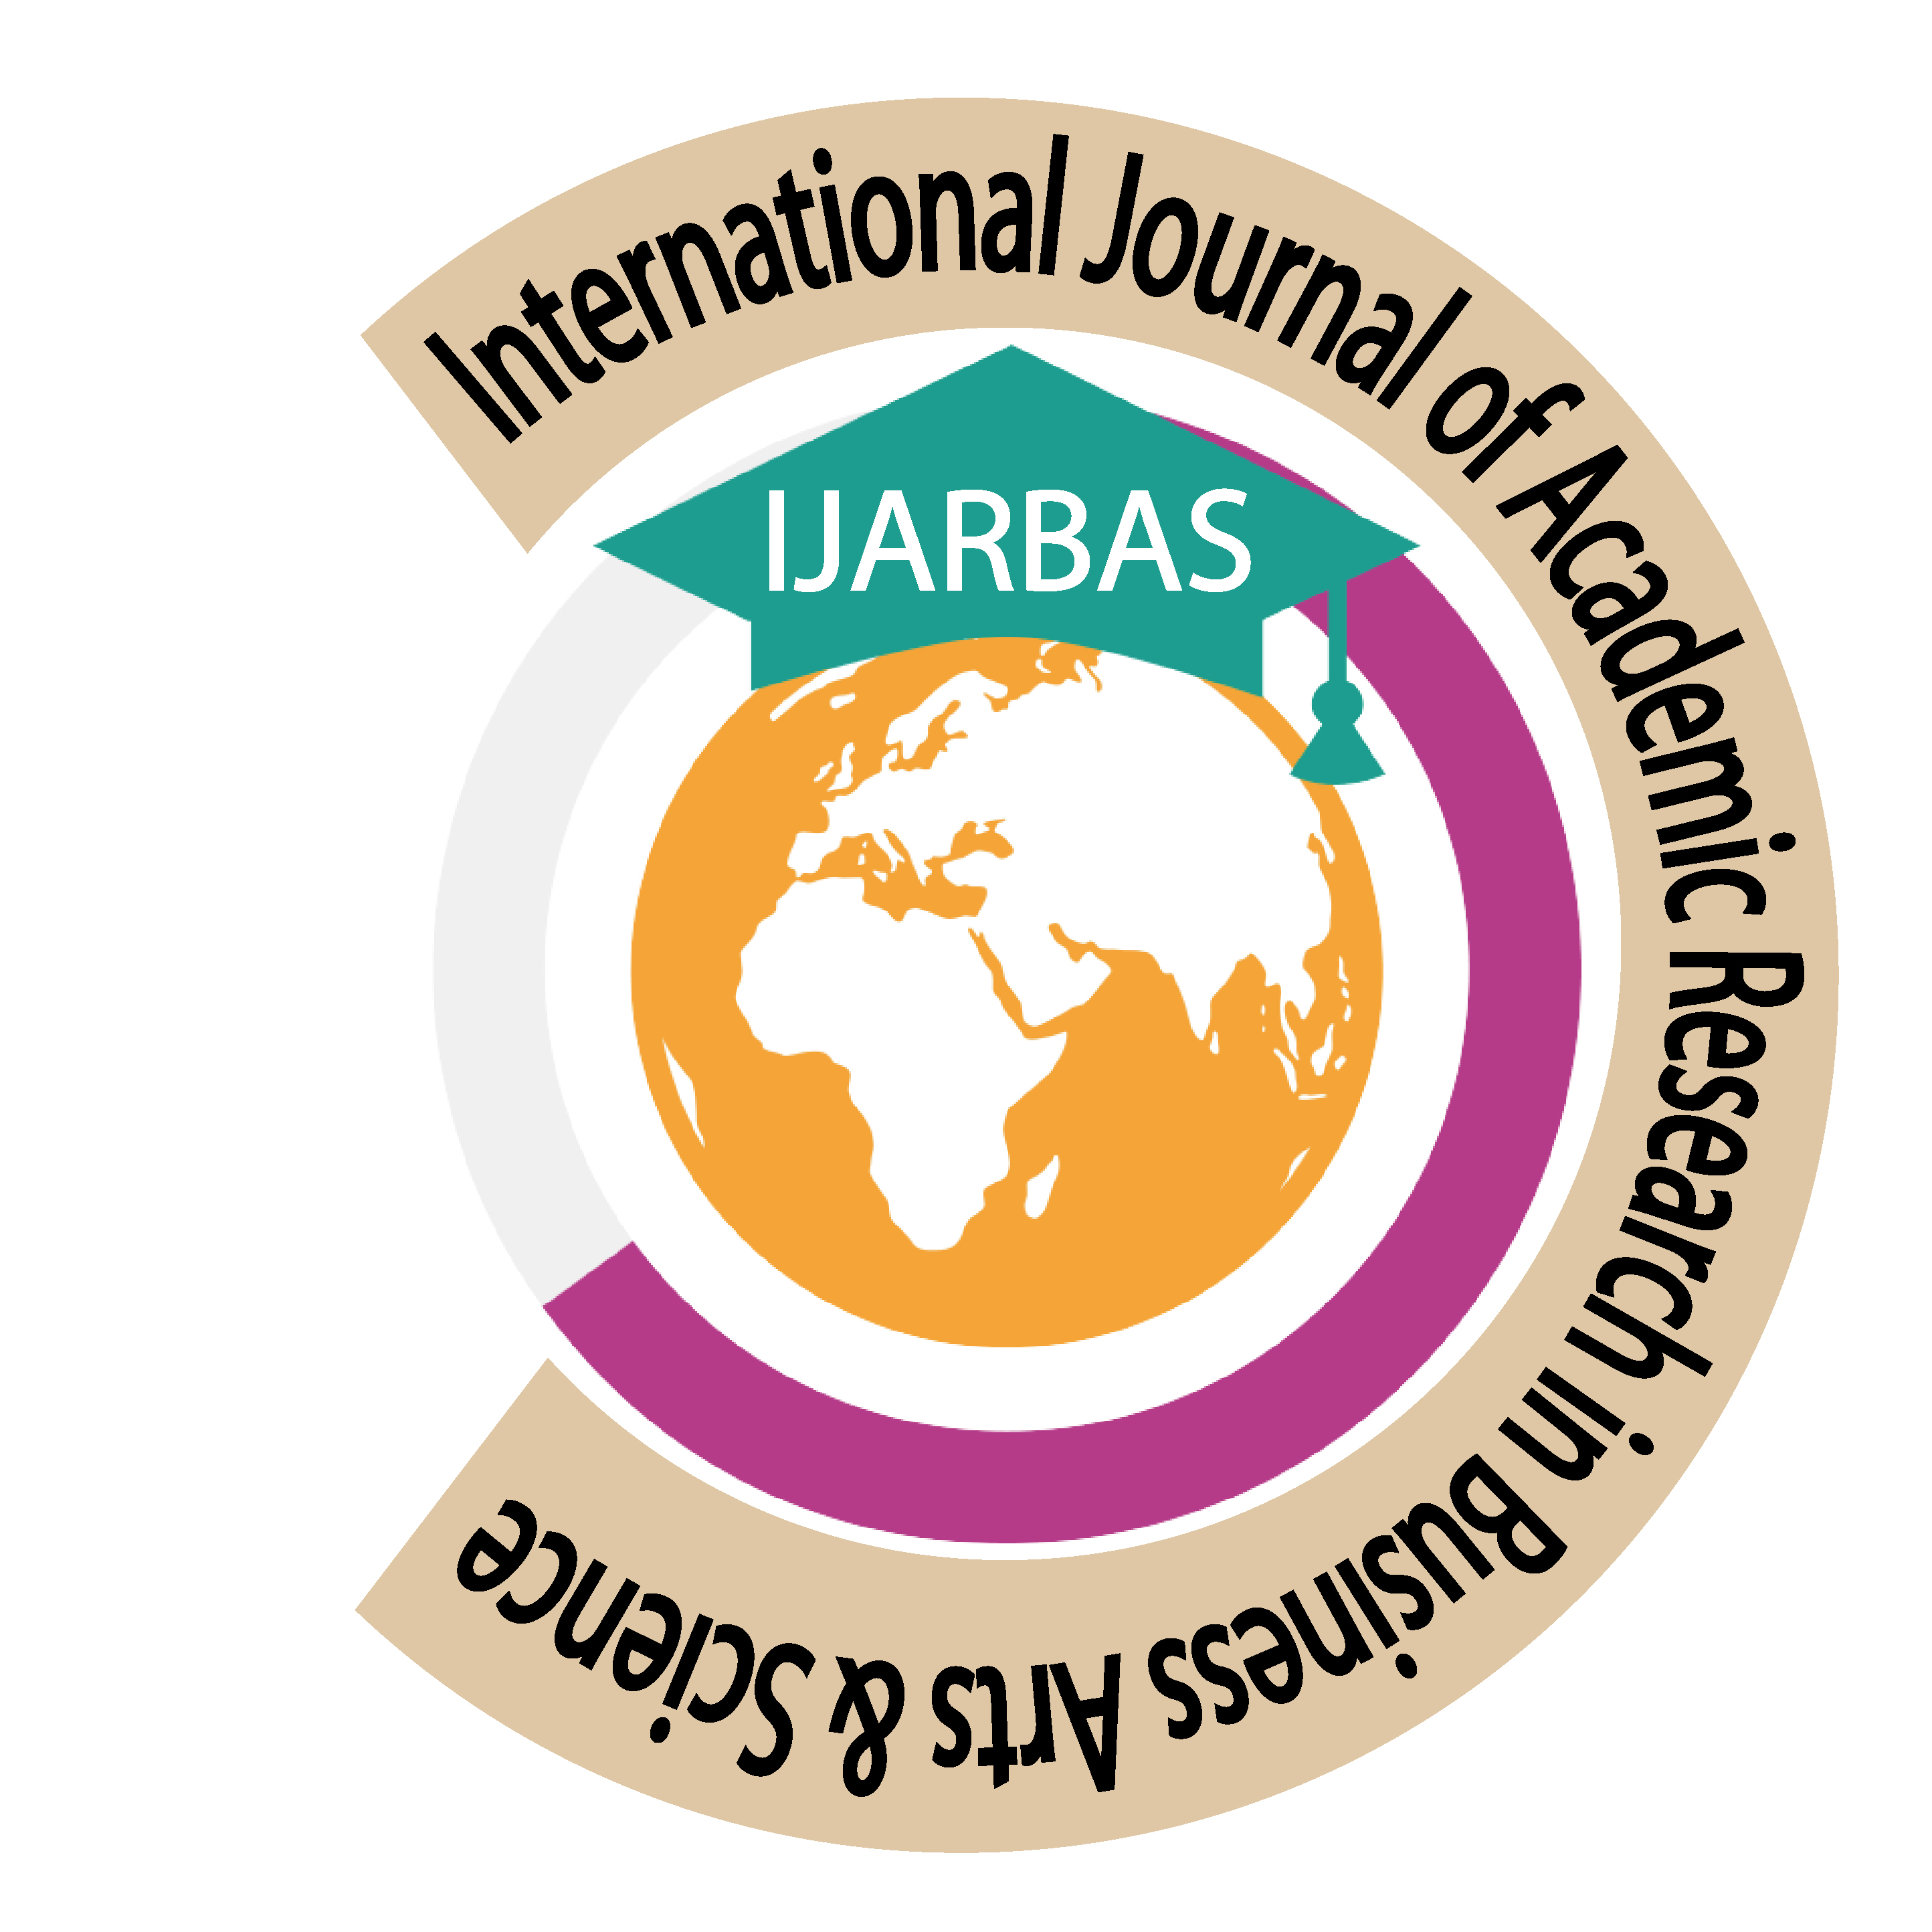 International Journal of Academic Research in Business Arts & Science
IJARBAS